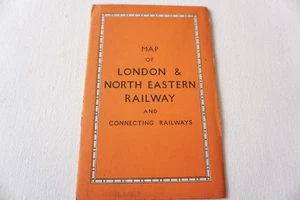 MAP
OF
LONDON &
NORTH EASTERN
RAILWAY
AND
CONNECTING RAILWAYS